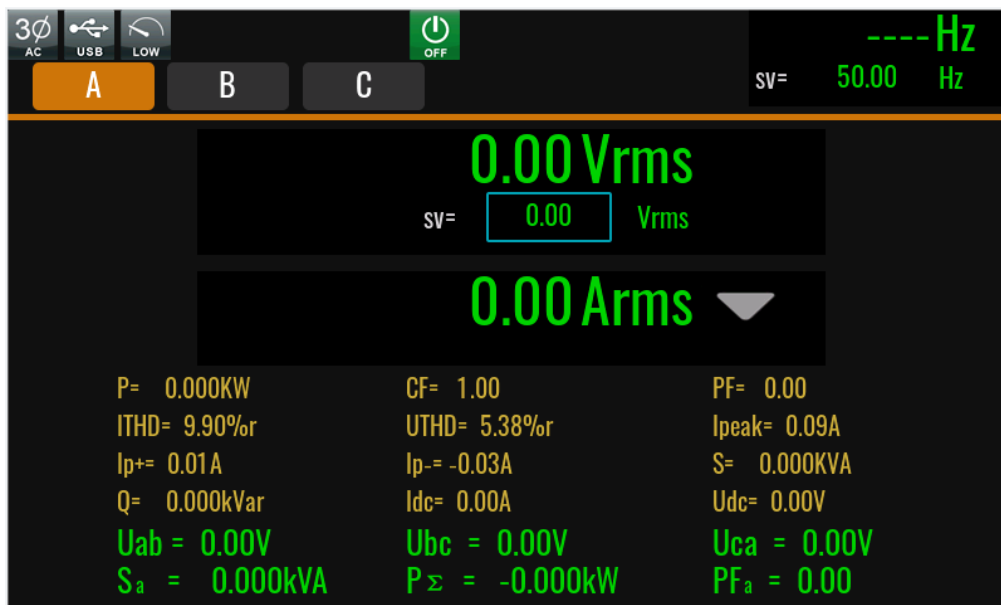 3Ø ----Hz
AC USB LOW OFF
A B C sv= 50.00 Hz
0.00 Vrms
sv= 0.00 Vrms
0.00 Arms
P= 0.000KW CF= 1.00 PF= 0.00
ITHD= 9.90%r UTHD= 5.38%r Ipeak= 0.09A
Ip+= 0.01A Ip-= -0.03A S= 0.000KVA
Q= 0.000kVar Idc= 0.00A Udc= 0.00V
Uab = 0.00V Ubc = 0.00V Uca = 0.00V
Sa = 0.000kVA PΣ = -0.000kW PFa = 0.00